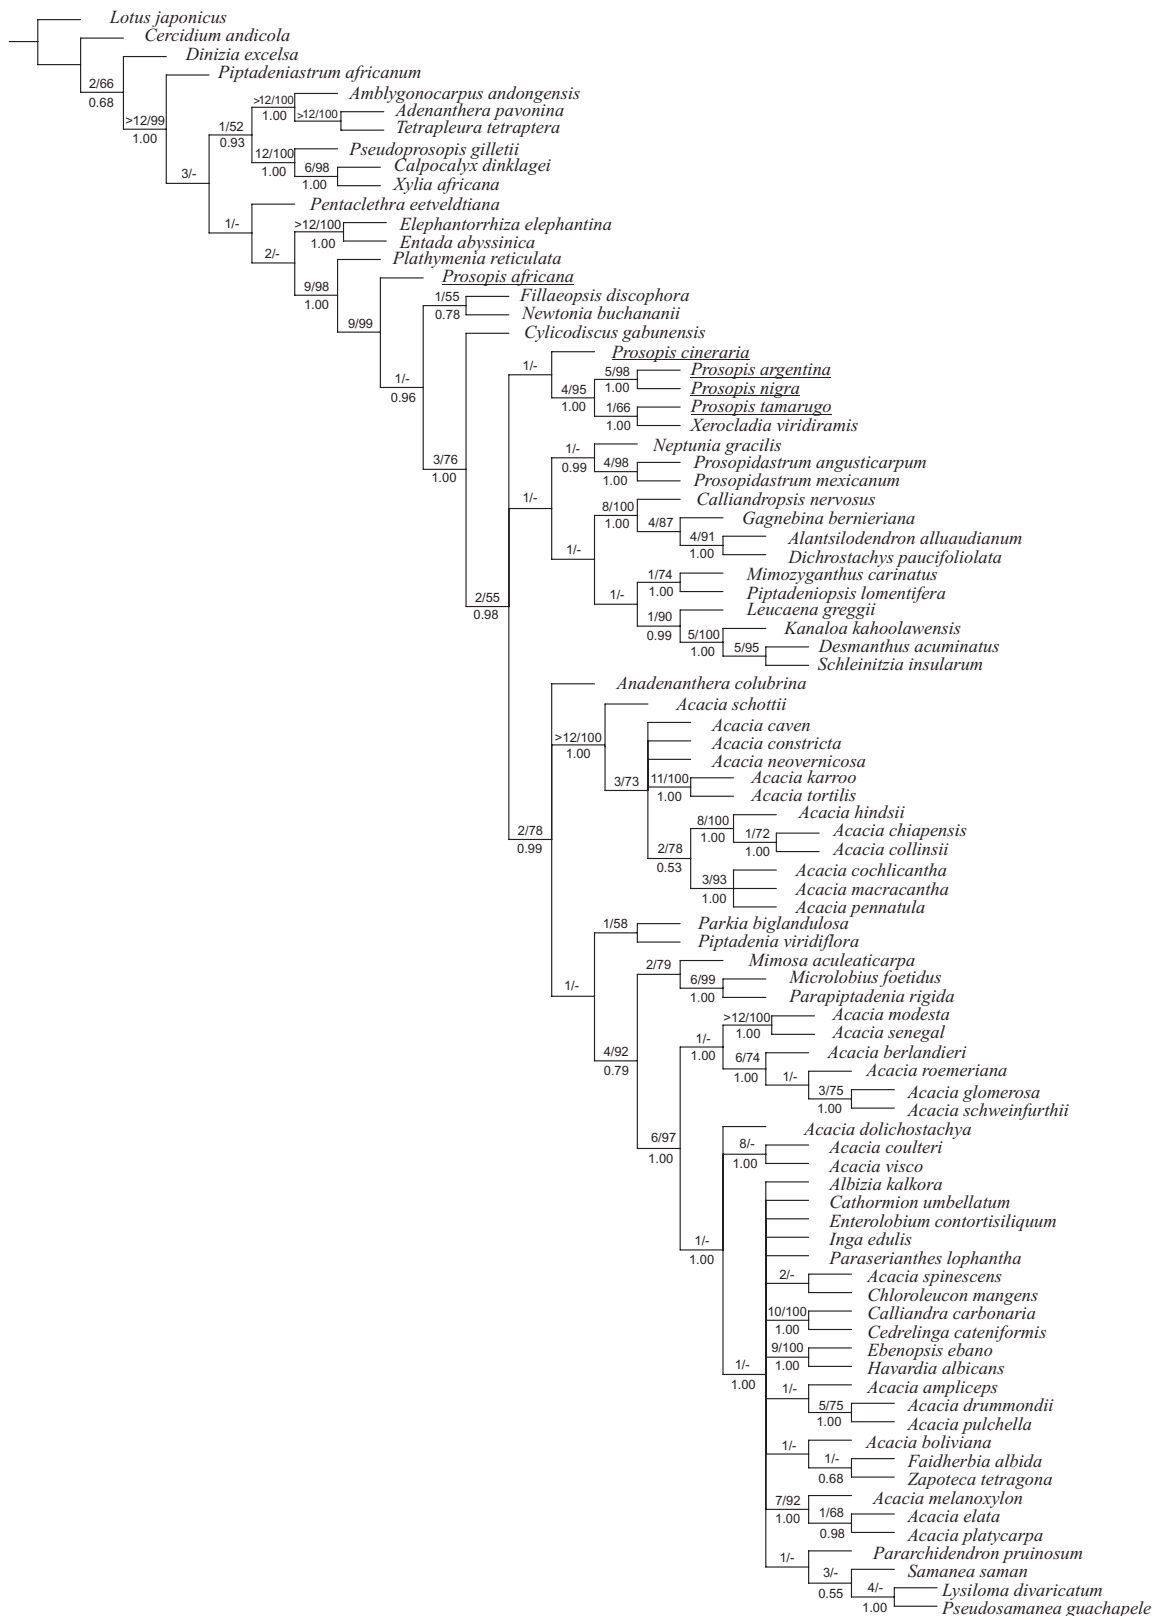 Lotus japonicus
Cercidium andicola
Dinizia excelsa
Piptadeniastrum africanum
2/66
0.68
Amblygonocarpus andongensis
>12/100
1.00
Adenanthera pavonina
>12/100
Tetrapleura tetraptera
>12/99
1.00
1/52
0.93
Pseudoprosopis gilletii
12/100
1.00
Calpocalyx dinklagei
6/98
1.00
Xylia africana
3/-
Pentaclethra eetveldtiana
Elephantorrhiza elephantina
>12/100
1.00
Entada abyssinica
1/-
2/-
Plathymenia reticulata
Prosopis africana
9/98
1.00
Fillaeopsis discophora
1/55
0.78
Newtonia buchananii
9/99
Cylicodiscus gabunensis
Prosopis cineraria
1/-
Prosopis argentina
5/98
1.00
Prosopis nigra
1/-
0.96
4/95
1.00
Prosopis tamarugo
1/66
1.00
Xerocladia viridiramis
Neptunia gracilis
1/-
0.99
Prosopidastrum angusticarpum
4/98
1.00
Prosopidastrum mexicanum
3/76
1.00
Calliandropsis nervosus
8/100
1.00
1/-
Gagnebina bernieriana
4/87
Alantsilodendron alluaudianum
4/91
1.00
Dichrostachys paucifoliolata
1/-
Mimozyganthus carinatus
1/74
1.00
Piptadeniopsis lomentifera
1/-
Leucaena greggii
1/90
0.99
Kanaloa kahoolawensis
5/100
1.00
Desmanthus acuminatus
5/95
Schleinitzia insularum
2/55
0.98
Anadenanthera colubrina
Acacia schottii
Acacia caven
>12/100
1.00
Acacia constricta
Acacia neovernicosa
Acacia karroo
3/73
11/100
1.00
Acacia tortilis
Acacia hindsii
8/100
1.00
Acacia chiapensis
1/72
1.00
Acacia collinsii
2/78
0.99
2/78
0.53
Acacia cochlicantha
3/93
1.00
Acacia macracantha
Acacia pennatula
Parkia biglandulosa
1/58
Piptadenia viridiflora
Mimosa aculeaticarpa
2/79
Microlobius foetidus
6/99
1.00
Parapiptadenia rigida
1/-
Acacia modesta
>12/100
1.00
Acacia senegal
1/-
1.00
Acacia berlandieri
4/92
0.79
6/74
1.00
Acacia roemeriana
1/-
Acacia glomerosa
3/75
1.00
Acacia schweinfurthii
Acacia dolichostachya
6/97
1.00
Acacia coulteri
8/-
1.00
Acacia visco
Albizia kalkora
Cathormion umbellatum
Enterolobium contortisiliquum
Inga edulis
1/-
1.00
Paraserianthes lophantha
Acacia spinescens
2/-
Chloroleucon mangens
Calliandra carbonaria
10/100
1.00
Cedrelinga cateniformis
Ebenopsis ebano
9/100
1.00
Havardia albicans
1/-
1.00
Acacia ampliceps
1/-
Acacia drummondii
5/75
1.00
Acacia pulchella
Acacia boliviana
1/-
Faidherbia albida
1/-
0.68
Zapoteca tetragona
Acacia melanoxylon
7/92
1.00
Acacia elata
1/68
0.98
Acacia platycarpa
Pararchidendron pruinosum
1/-
Samanea saman
3/-
0.55
Lysiloma divaricatum
4/-
1.00
Pseudosamanea guachapele